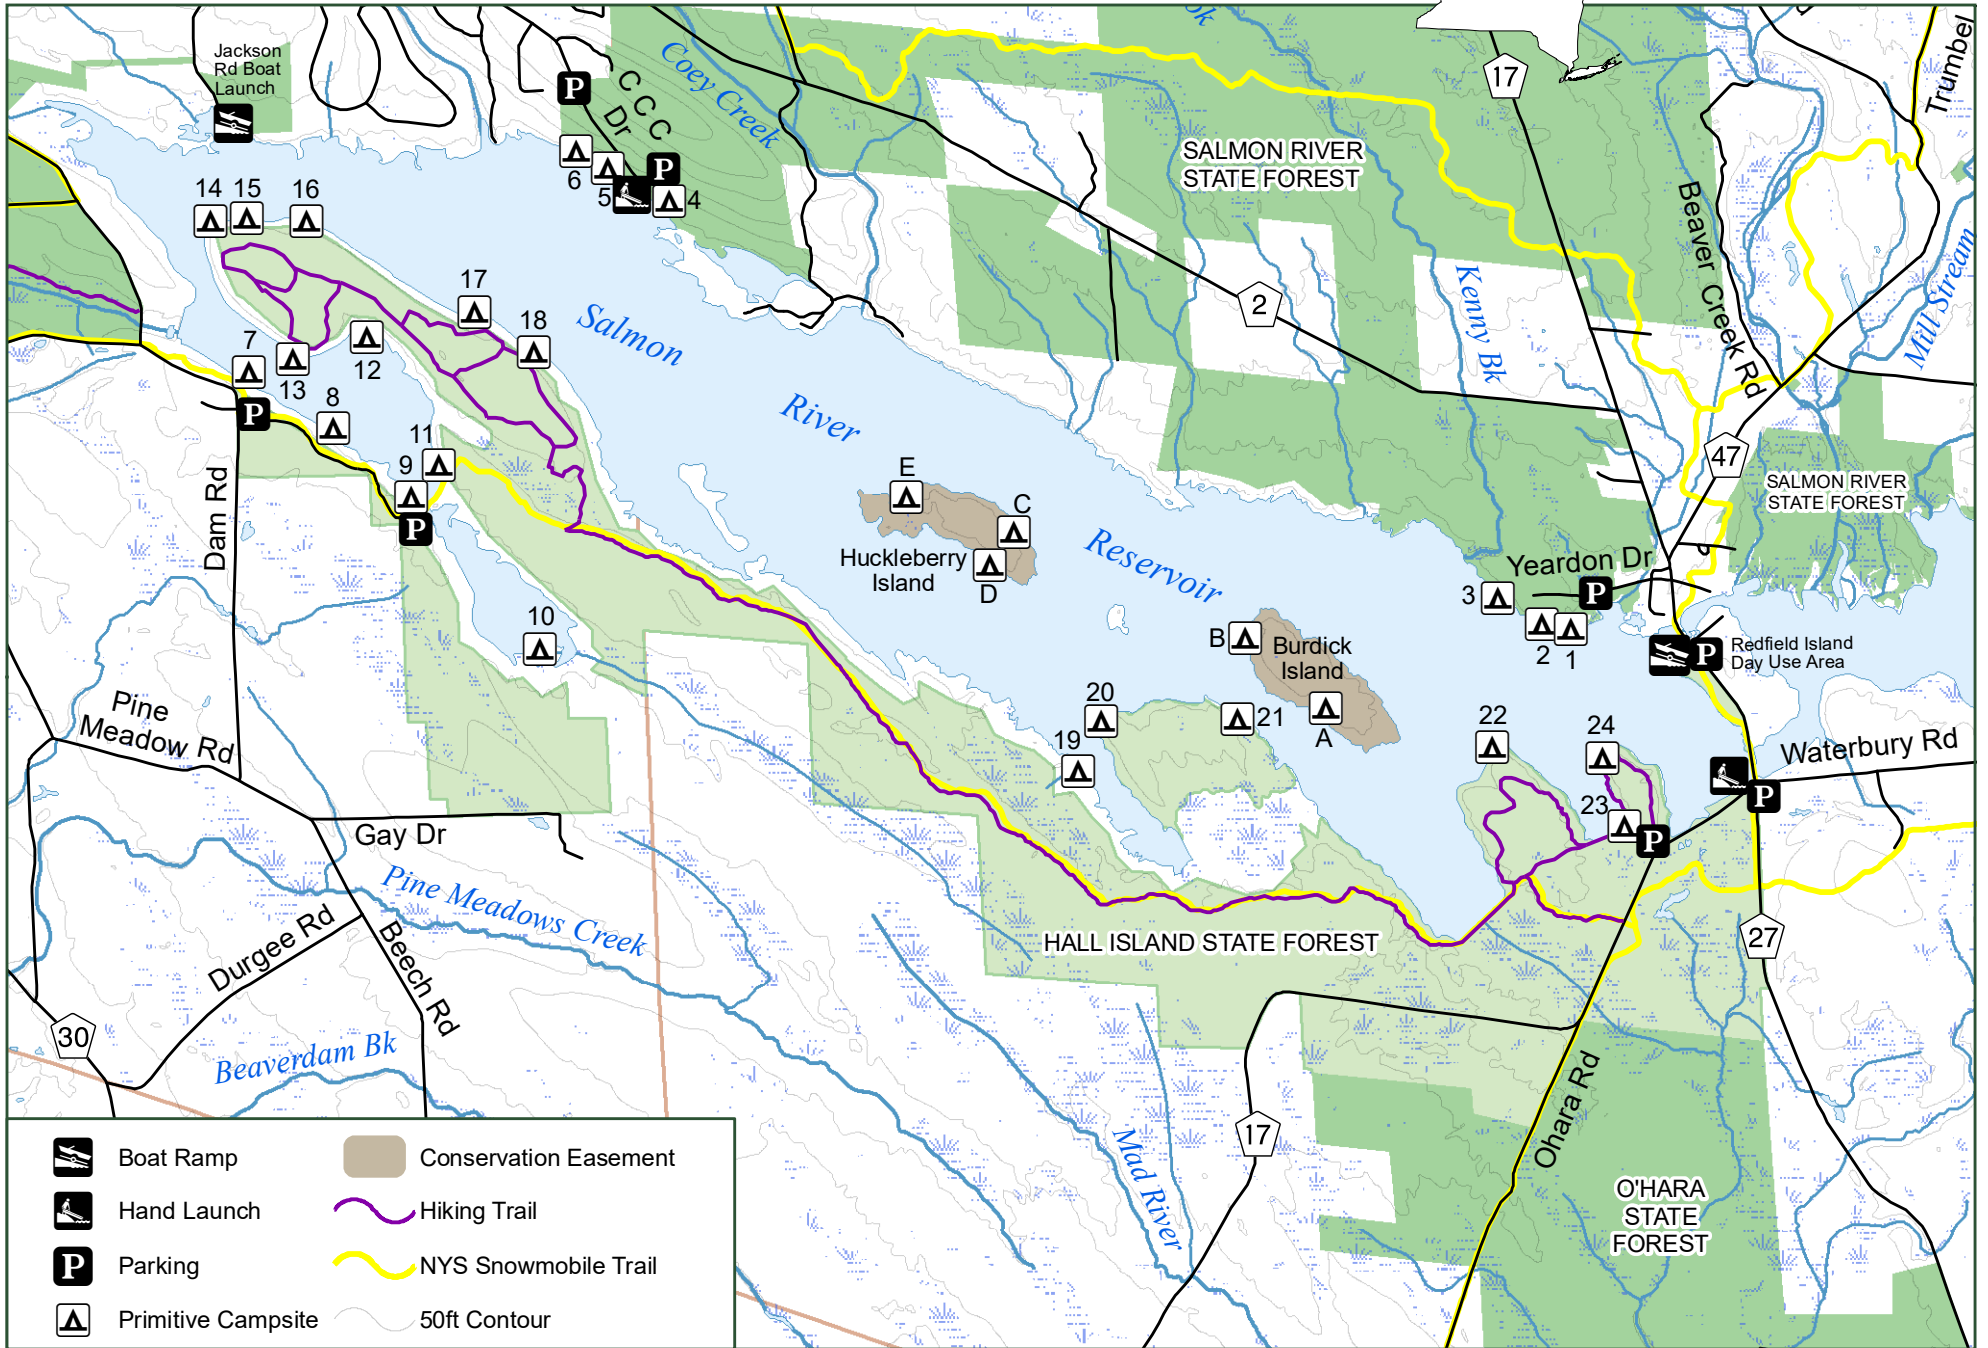 Jackson
Rd Boat
Launch
C C C
Dr
Coey Creek
ok
17
Trumbel
SALMON RIVER
STATE FOREST
Beaver Creek Rd
Mill Stream
6
5
4
14
15
16
17
18
Salmon
2
Kenny Bk
7
13
12
8
River
11
9
47
SALMON RIVER
STATE FOREST
Dam Rd
E
C
Huckleberry
Island
D
Reservoir
Yeardon Dr
3
2
1
10
B
Burdick
Island
A
Redfield Island
Day Use Area
Pine
Meadow Rd
20
21
19
22
24
23
Waterbury Rd
Gay Dr
Pine Meadows Creek
Durgee Rd
Beech Rd
HALL ISLAND STATE FOREST
27
30
Beaverdam Bk
Ohara Rd
17
Mad River
O'HARA
STATE
FOREST
P
P
P
P
P
P
P
P
Boat Ramp
Conservation Easement
Hand Launch
Hiking Trail
P
Parking
NYS Snowmobile Trail
Primitive Campsite
50ft Contour